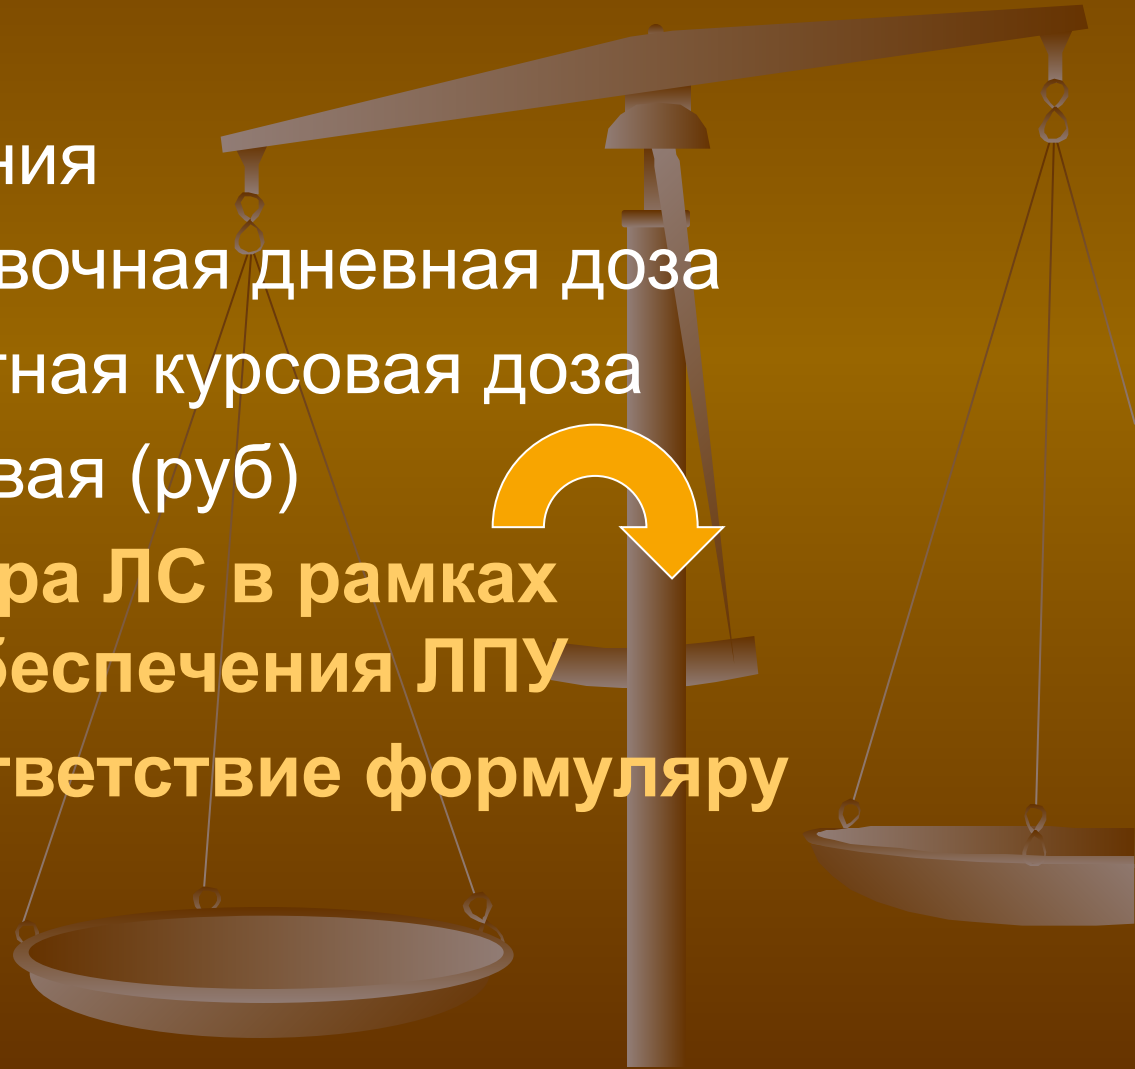 ния
вочная дневная доза
тная курсовая доза
вая (руб)
ра ЛС в рамках
беспечения ЛПУ
тветствие формуляру